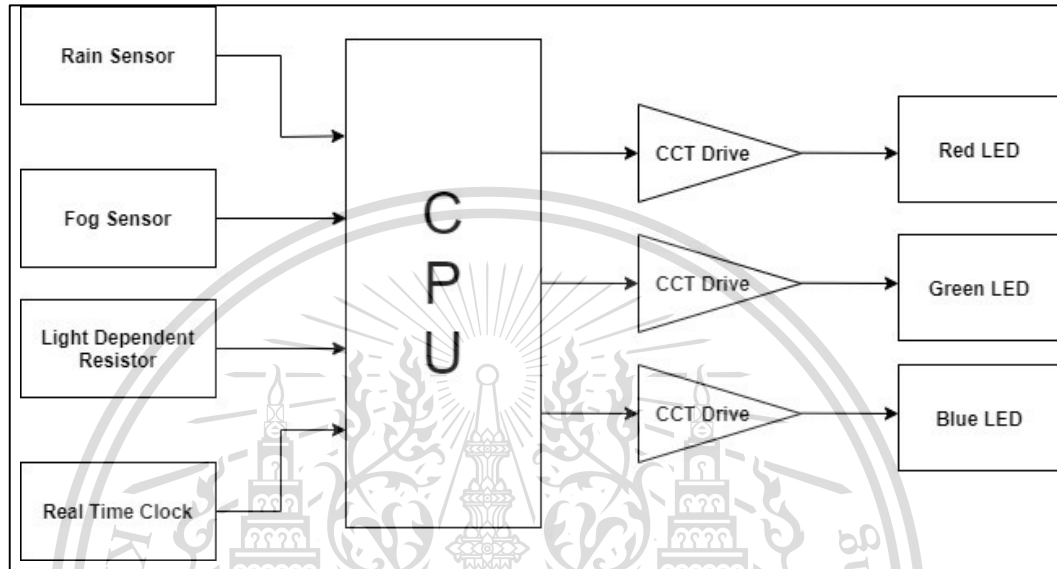 Rain Sensor
Fog Sensor
Light Dependent
Resistor
Real Time Clock
C
P
U
CCT Drive
CCT Drive
CCT Drive
Red LED
Green LED
Blue LED